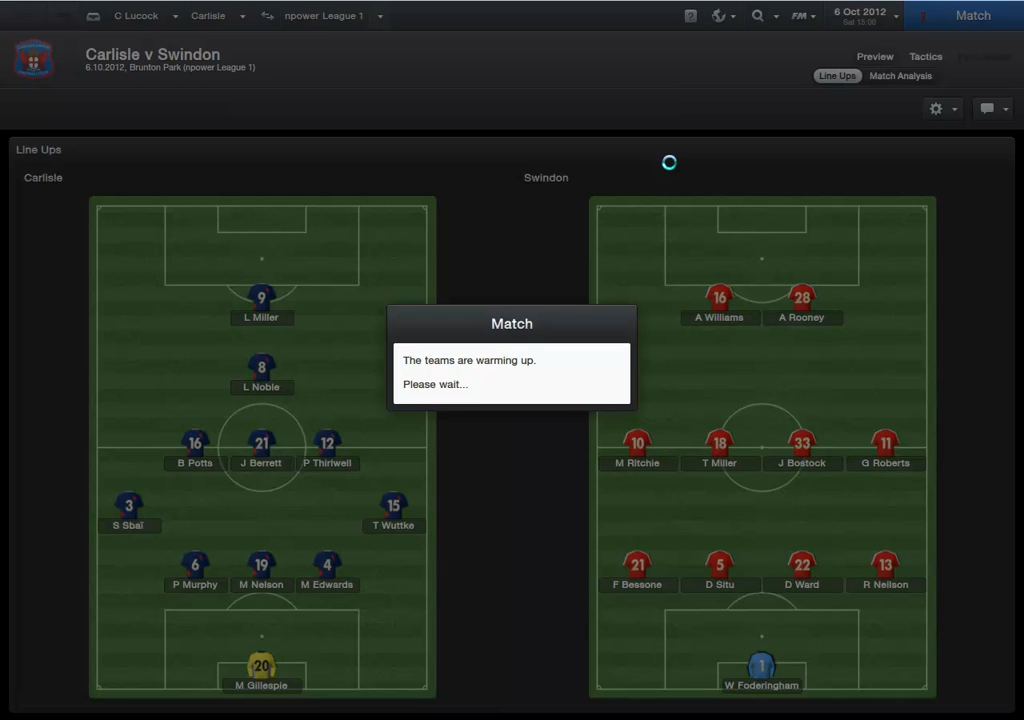 C Lucock
Carlisle
npower League 1
FM
6 Oct 2012
Sat 15:00
Match
Carlisle v Swindon
6.10.2012, Brunton Park (npower League 1)
Preview
Tactics
Line Ups
Match Analysis
Line Ups
Carlisle
Swindon
9
L Miller
8
L Noble
16
B Potts
21
J Berrett
12
P Thirlwell
3
S Sbaï
15
T Wuttke
6
P Murphy
19
M Nelson
4
M Edwards
20
M Gillespie
Match
The teams are warming up.
Please wait...
16
A Williams
28
A Rooney
10
M Ritchie
18
T Miller
33
J Bostock
11
G Roberts
21
F Bessone
5
D Situ
22
D Ward
13
R Neilson
1
W Foderingham